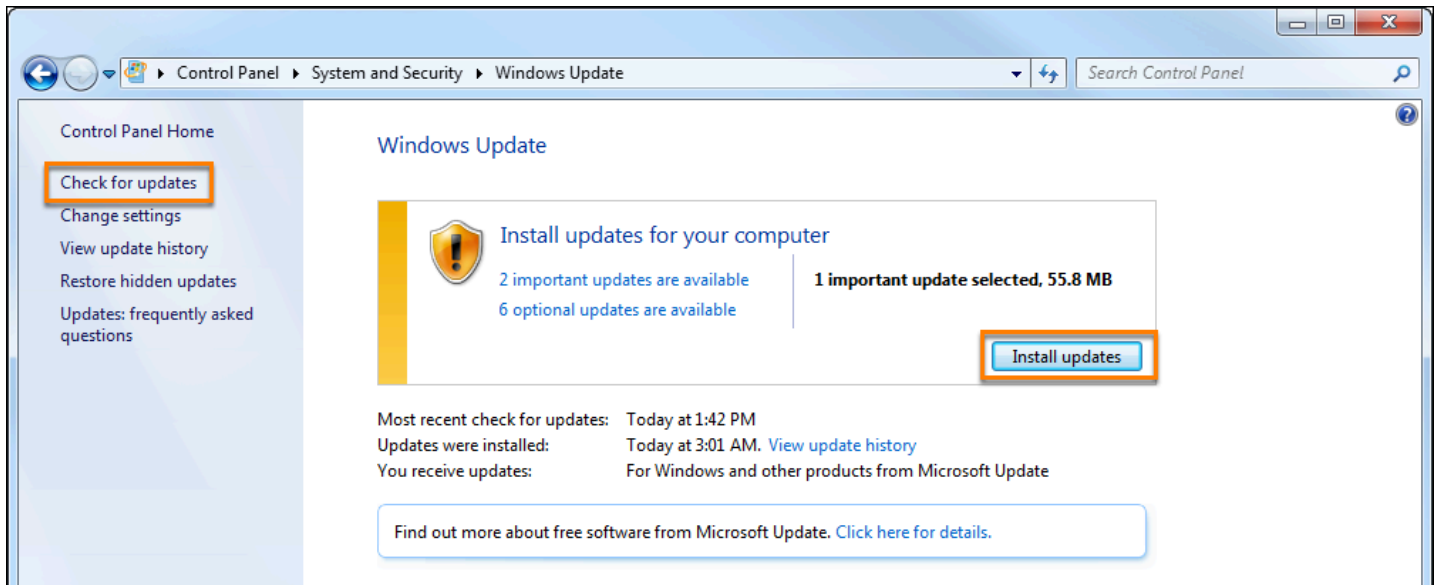 Control Panel System and Security Windows Update
Search Control Panel
Control Panel Home
Check for updates
Change settings
View update history
Restore hidden updates
Updates: frequently asked
questions
Windows Update
Install updates for your computer
2 important updates are available
6 optional updates are available
1 important update selected, 55.8 MB
Install updates
Most recent check for updates: Today at 1:42 PM
Updates were installed: Today at 3:01 AM. View update history
You receive updates: For Windows and other products from Microsoft Update
Find out more about free software from Microsoft Update. Click here for details.